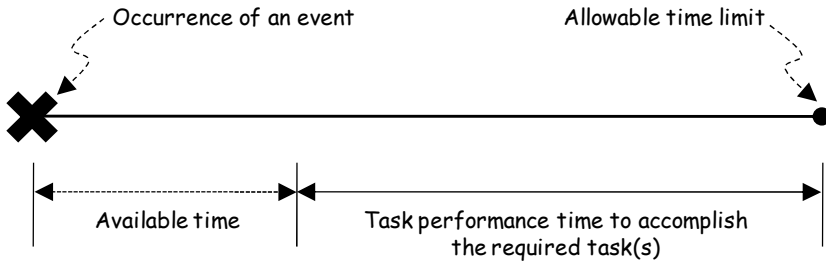 Occurrence of an event
Allowable time limit
Available time
Task performance time to accomplish
the required task(s)